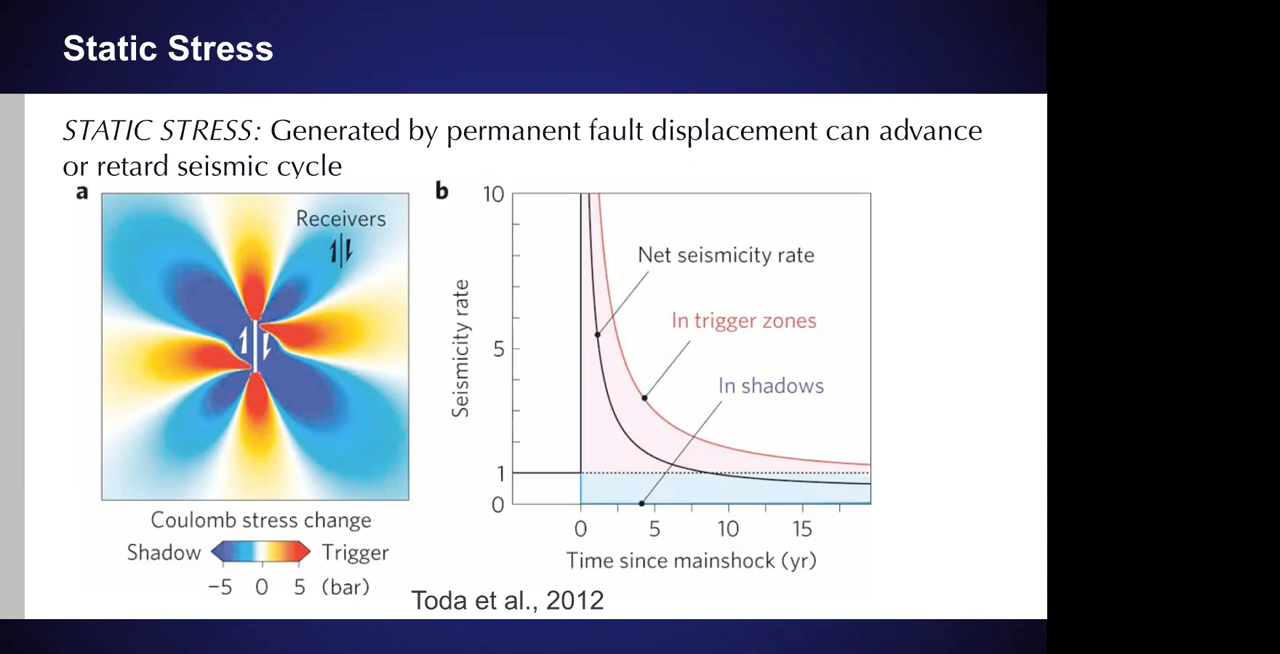 Static Stress
STATIC STRESS: Generated by permanent fault displacement can advance
or retard seismic cycle
a
Receivers
Coulomb stress change
Shadow
Trigger
−5 0 5 (bar)
b
10
5
1
0
Seismicity rate
Net seismicity rate
In trigger zones
In shadows
0 5 10 15
Time since mainshock (yr)
Toda et al., 2012